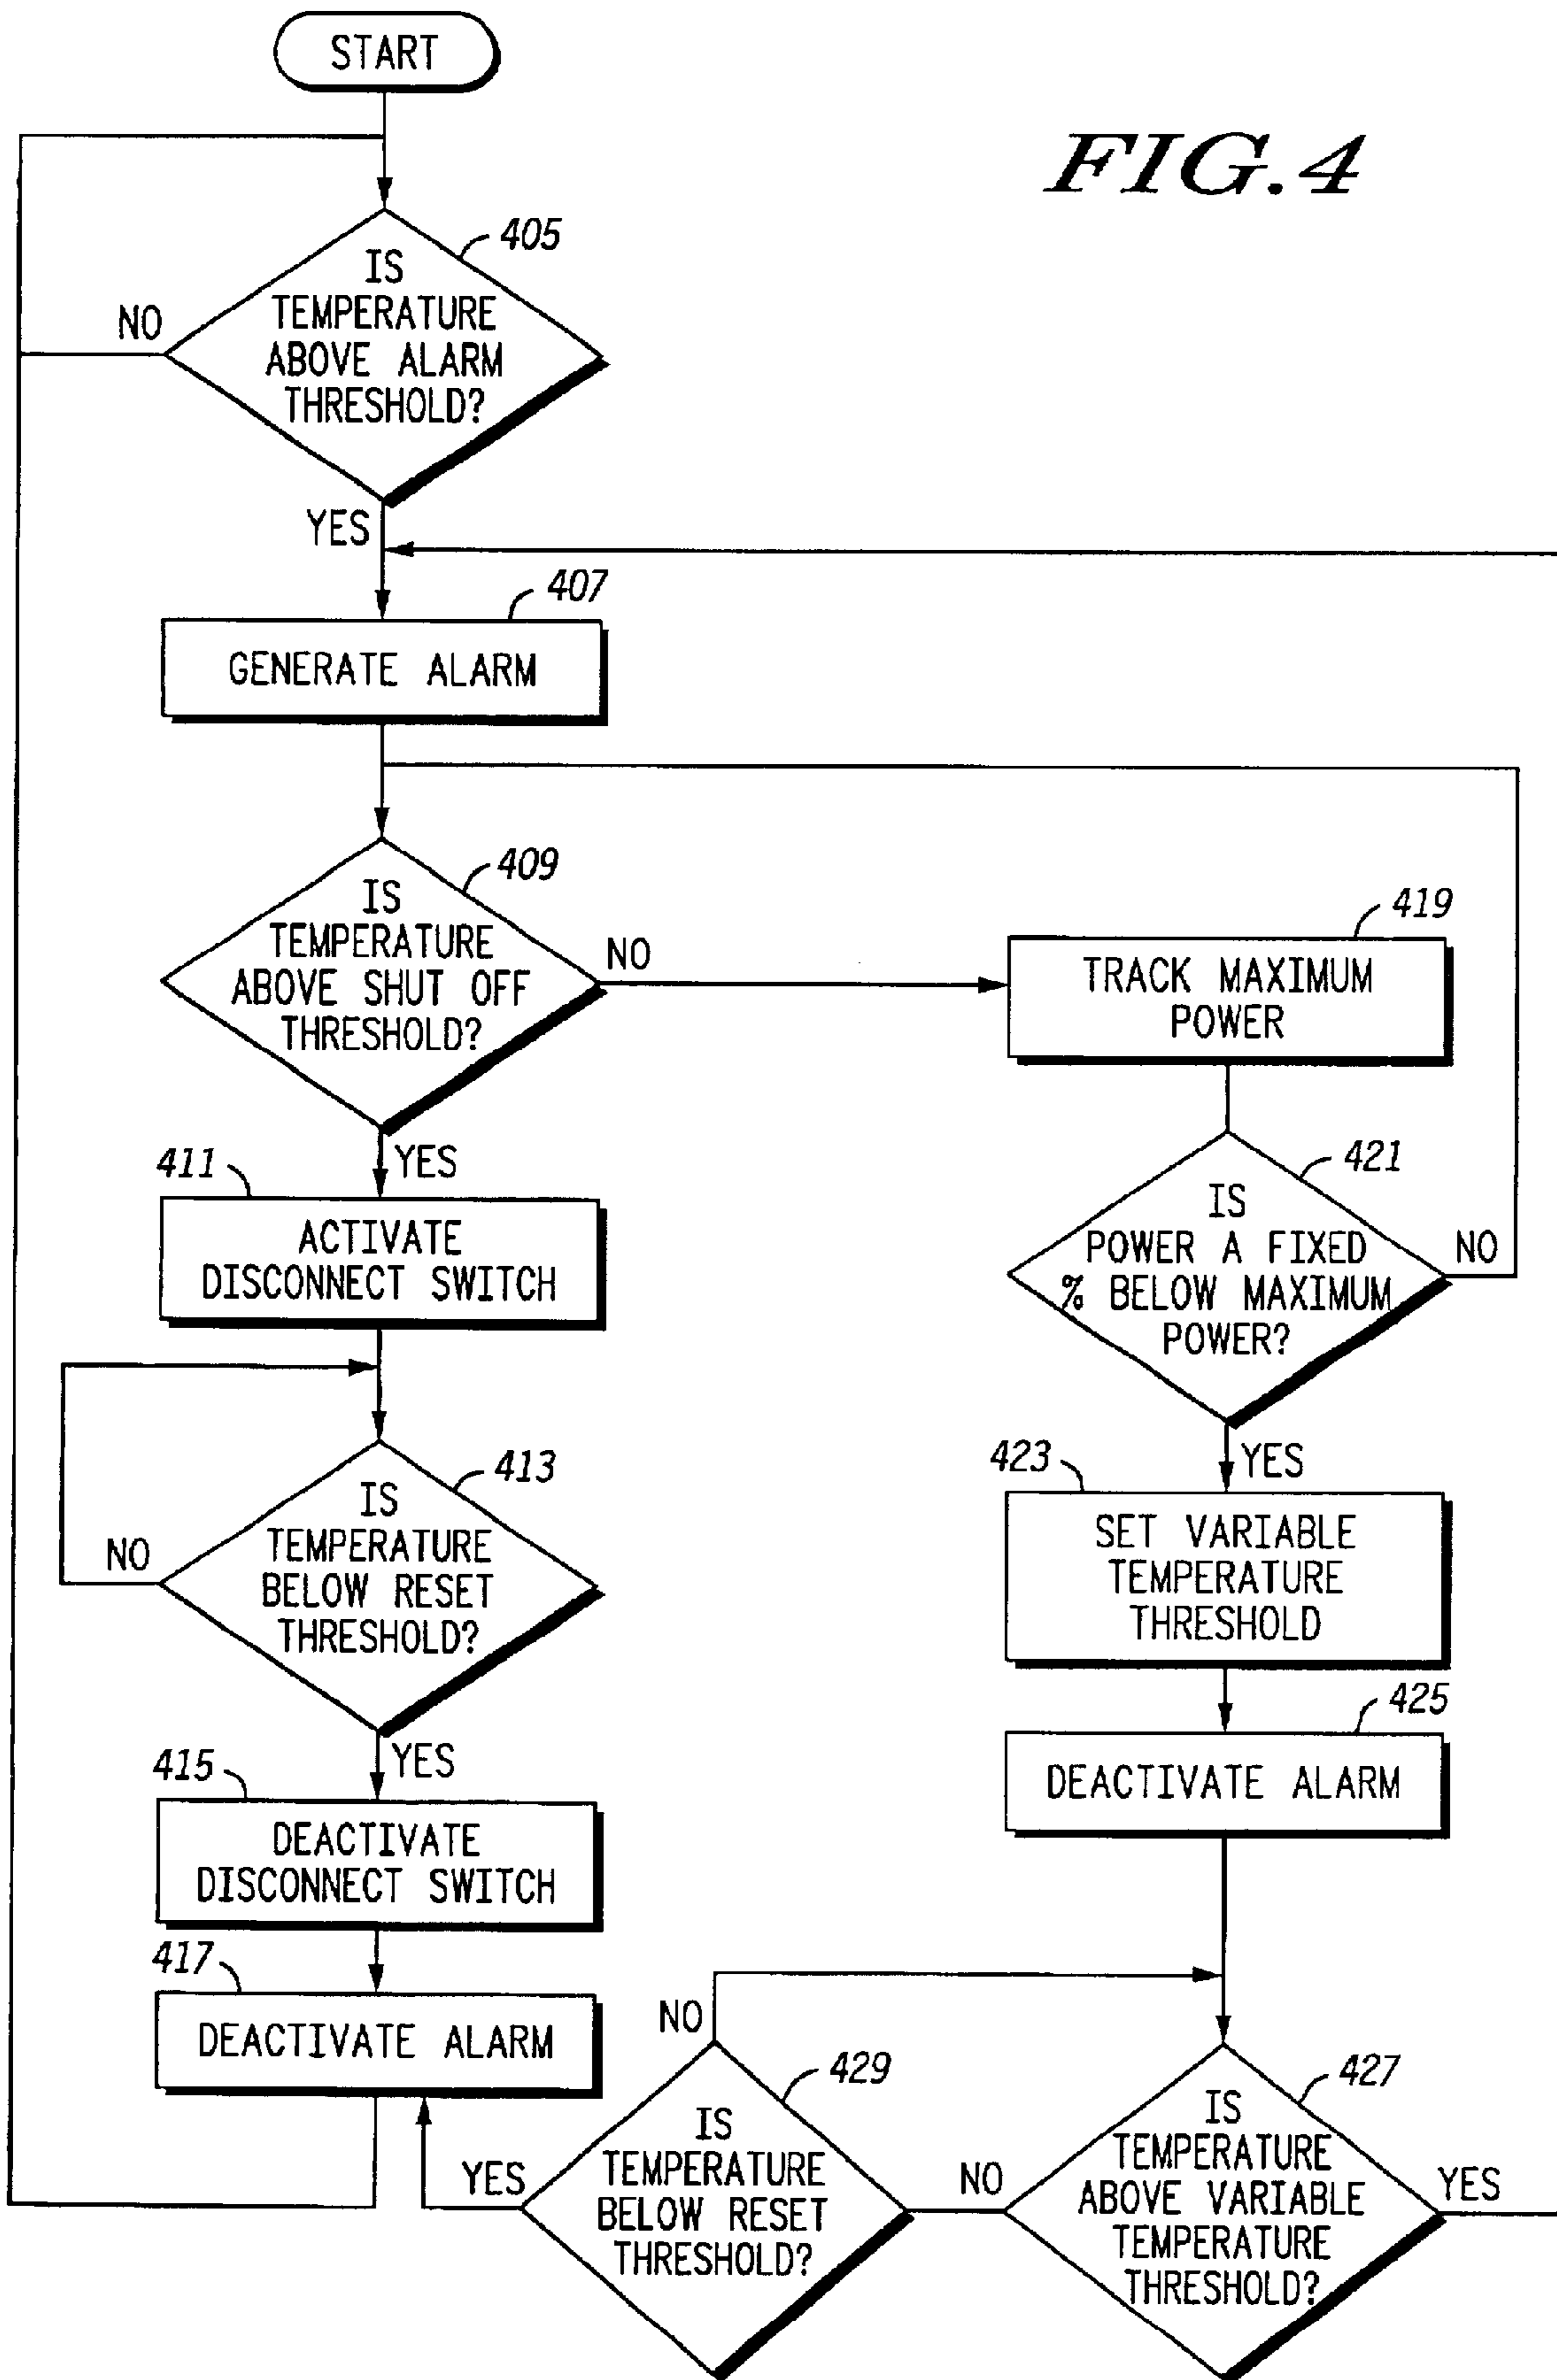 START
FIG.4
405
IS
TEMPERATURE
ABOVE ALARM
THRESHOLD?
NO
YES
407
GENERATE ALARM
409
IS
TEMPERATURE
ABOVE SHUT OFF
THRESHOLD?
NO
YES
419
TRACK MAXIMUM
POWER
421
IS
POWER A FIXED
% BELOW MAXIMUM
POWER?
NO
YES
411
ACTIVATE
DISCONNECT SWITCH
413
IS
TEMPERATURE
BELOW RESET
THRESHOLD?
NO
YES
423
SET VARIABLE
TEMPERATURE
THRESHOLD
425
DEACTIVATE ALARM
415
DEACTIVATE
DISCONNECT SWITCH
417
DEACTIVATE ALARM
429
IS
TEMPERATURE
BELOW RESET
THRESHOLD?
NO
YES
427
IS
TEMPERATURE
ABOVE VARIABLE
TEMPERATURE
THRESHOLD?
NO
YES